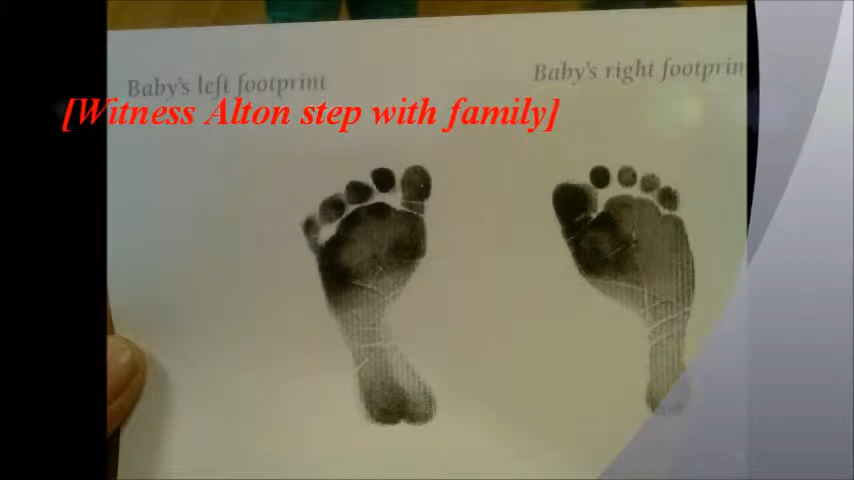 Baby's left footprint
Baby's right footprin
[Witness Alton step with family]